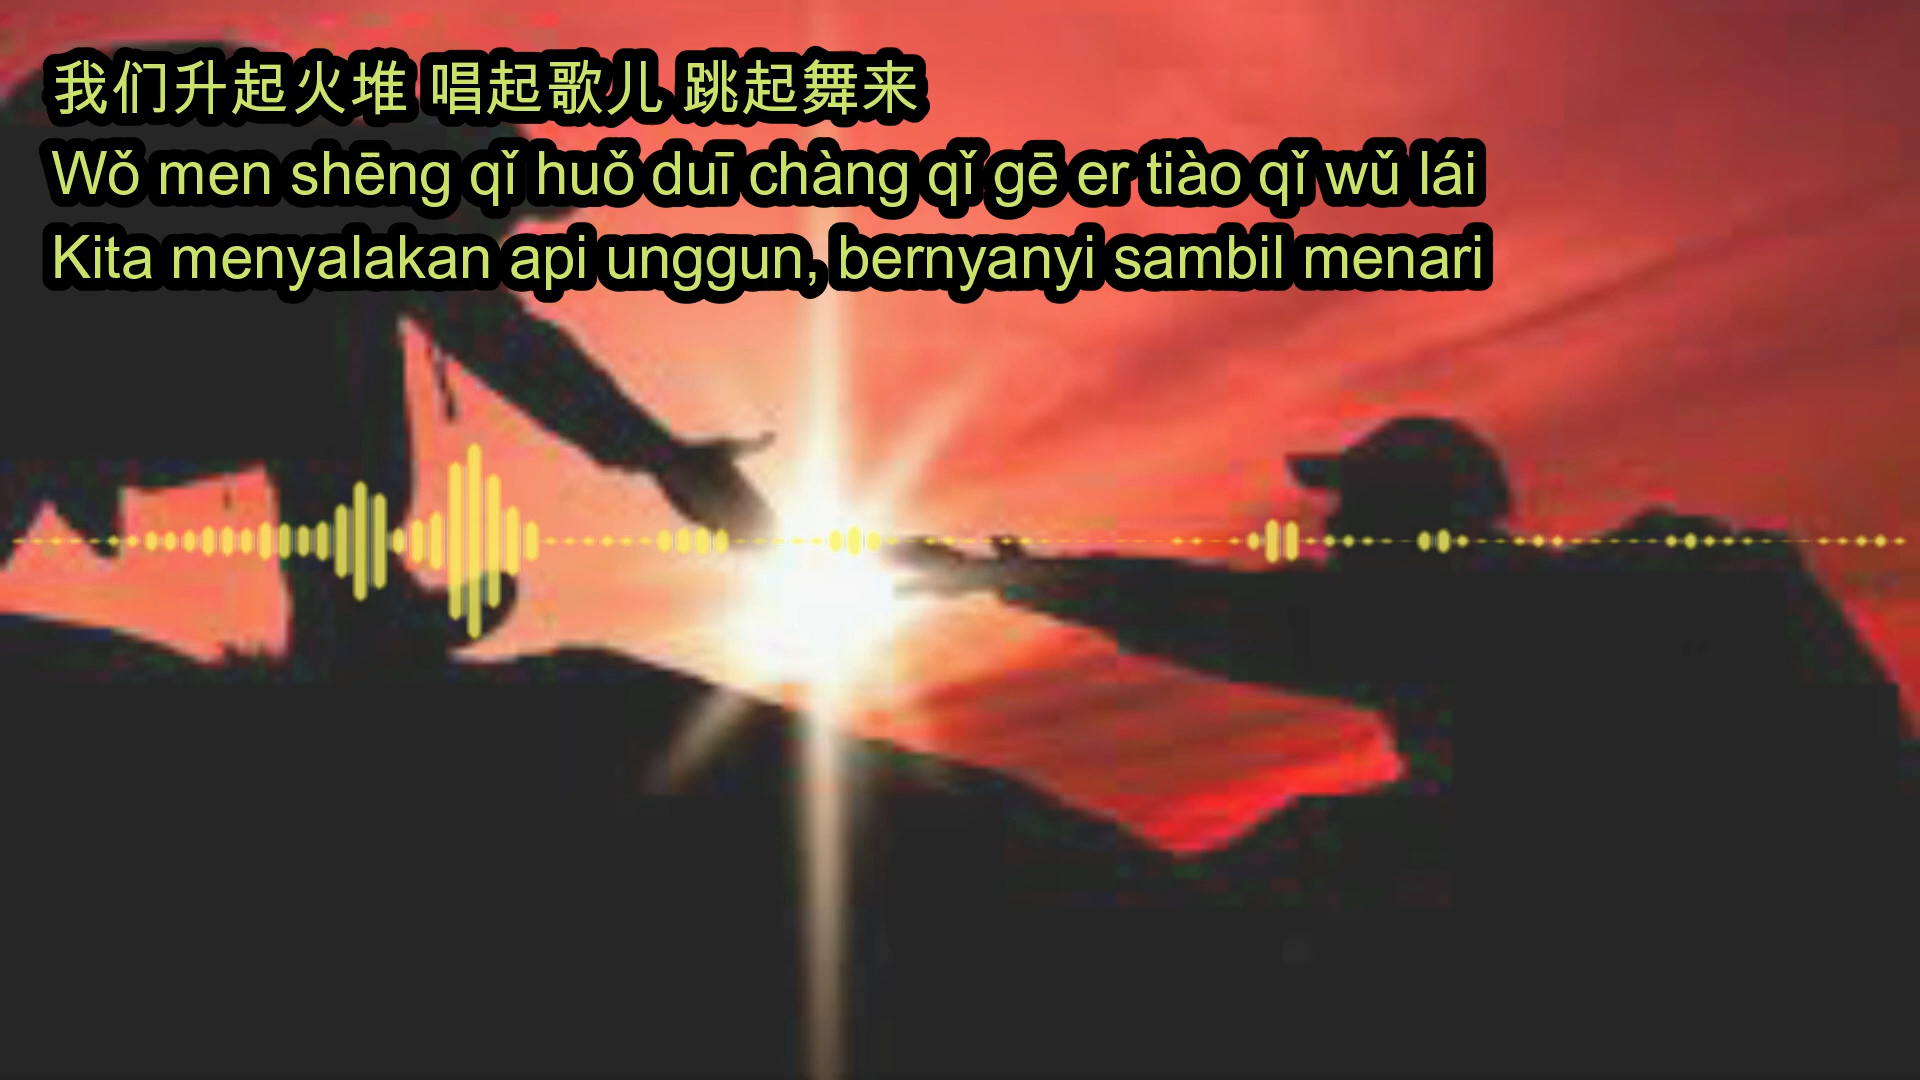 我们升起火堆 唱起歌儿 跳起舞来
Wǒ men shēng qǐ huǒ duī chàng qǐ gē er tiào qǐ wǔ lái
Kita menyalakan api unggun, bernyanyi sambil menari